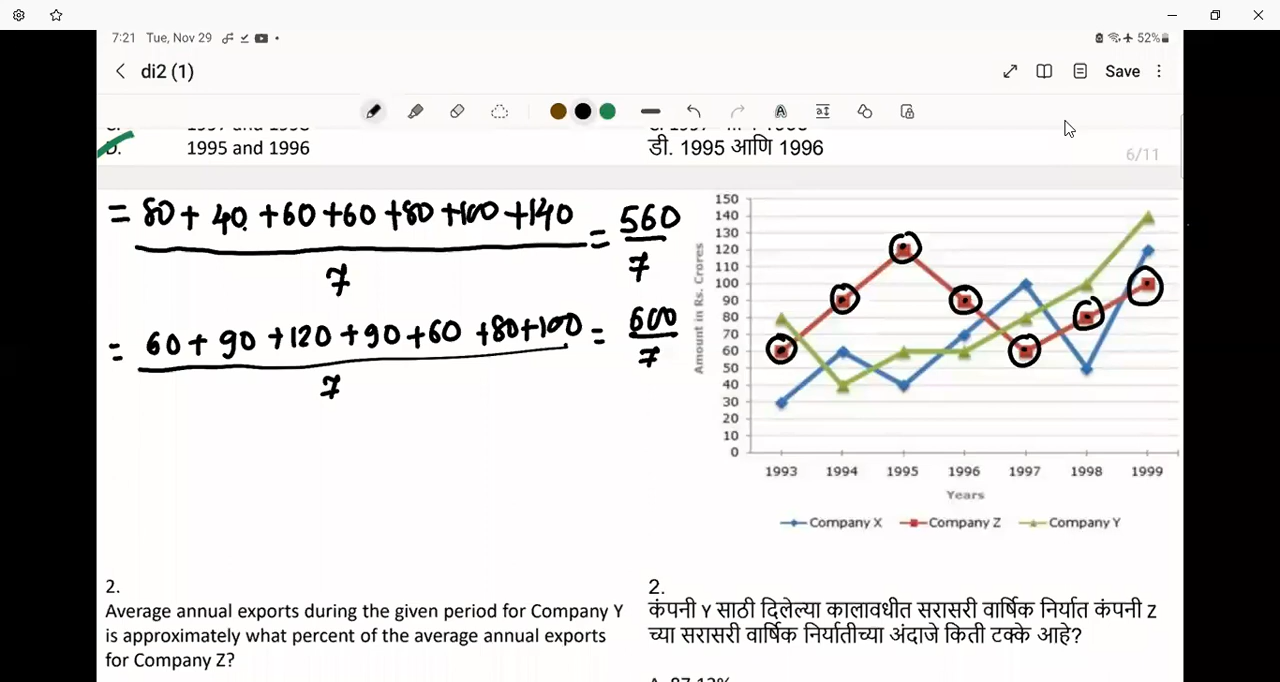 7:21 Tue, Nov 29
52%
di2 (1)
Save
D. 1995 and 1996
डी. 1995 आणि 1996
6/11
= 80 + 40 + 60 + 60 + 80 + 100 + 140 = 560
7 7
= 60 + 90 + 120 + 90 + 60 + 80 + 100 = 600
7 7
Amount in Rs. Crores
150
140
130
120
110
100
90
80
70
60
50
40
30
20
10
0
1993 1994 1995 1996 1997 1998 1999
Years
Company X Company Z Company Y
2.
Average annual exports during the given period for Company Y
is approximately what percent of the average annual exports
for Company Z?
2.
कंपनी Y साठी दिलेल्या कालावधीत सरासरी वार्षिक निर्यात कंपनी Z
च्या सरासरी वार्षिक निर्यातीच्या अंदाजे किती टक्के आहे?